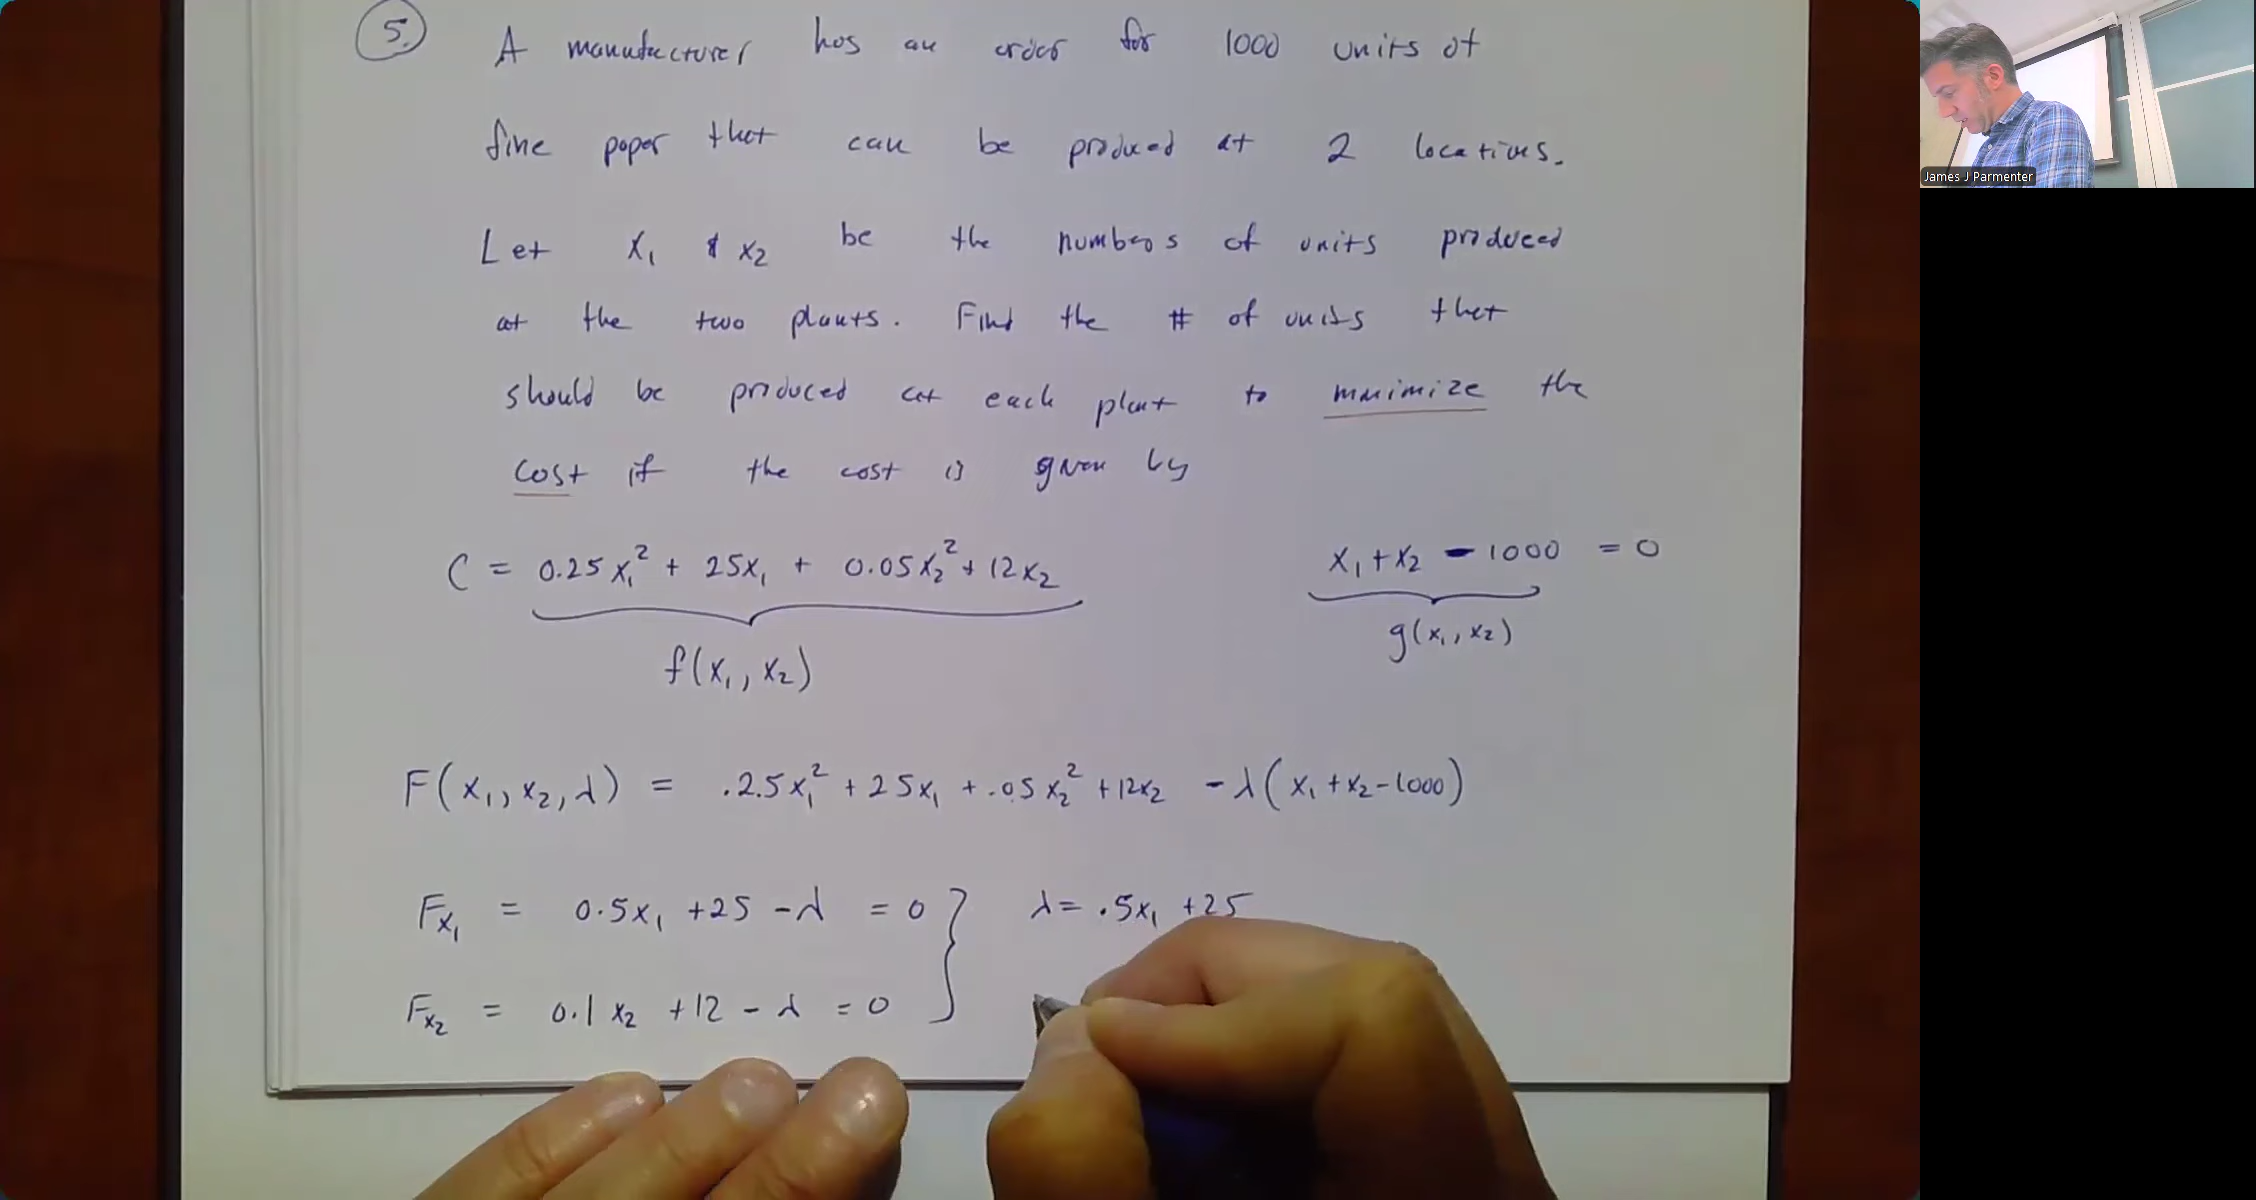 5.
A manufacturer has an order for 1000 units of
fine paper that can be produced at 2 locations.
Let x₁ & x₂ be the numbers of units produced
at the two plants. Find the # of units that
should be produced at each plant to minimize the
cost if the cost is given by
C = 0.25x₁² + 25x₁ + 0.05x₂² + 12x₂
x₁ + x₂ - 1000 = 0
f(x₁, x₂)
g(x₁, x₂)
F(x₁, x₂, λ) = .25x₁² + 25x₁ + .05x₂² + 12x₂ - λ(x₁ + x₂ - 1000)
Fx₁ = 0.5x₁ + 25 - λ = 0 } λ = .5x₁ + 25
Fx₂ = 0.1x₂ + 12 - λ = 0
James J Parmenter